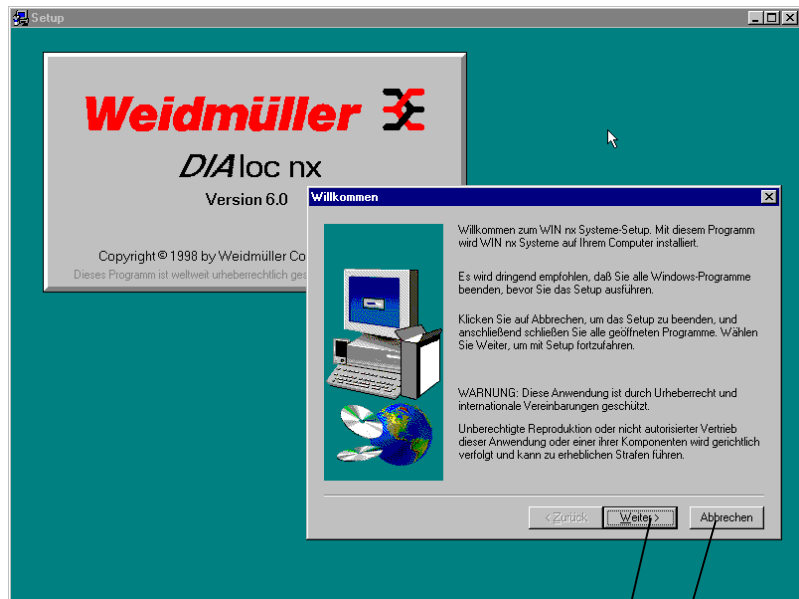 Setup
Weidmüller
DIAloc nx
Version 6.0
Copyright © 1998 by Weidmüller Co
Dieses Programm ist weltweit urheberrechtlich ges
Willkommen
Willkommen zum WIN nx Systeme-Setup. Mit diesem Programm
wird WIN nx Systeme auf Ihrem Computer installiert.
Es wird dringend empfohlen, daß Sie alle Windows-Programme
beenden, bevor Sie das Setup ausführen.
Klicken Sie auf Abbrechen, um das Setup zu beenden, und
anschließend schließen Sie alle geöffneten Programme. Wählen
Sie Weiter, um mit Setup fortzufahren.
WARNUNG: Diese Anwendung ist durch Urheberrecht und
internationale Vereinbarungen geschützt.
Unberechtigte Reproduktion oder nicht autorisierter Vertrieb
dieser Anwendung oder einer ihrer Komponenten wird gerichtlich
verfolgt und kann zu erheblichen Strafen führen.
< Zurück Weiter > Abbrechen